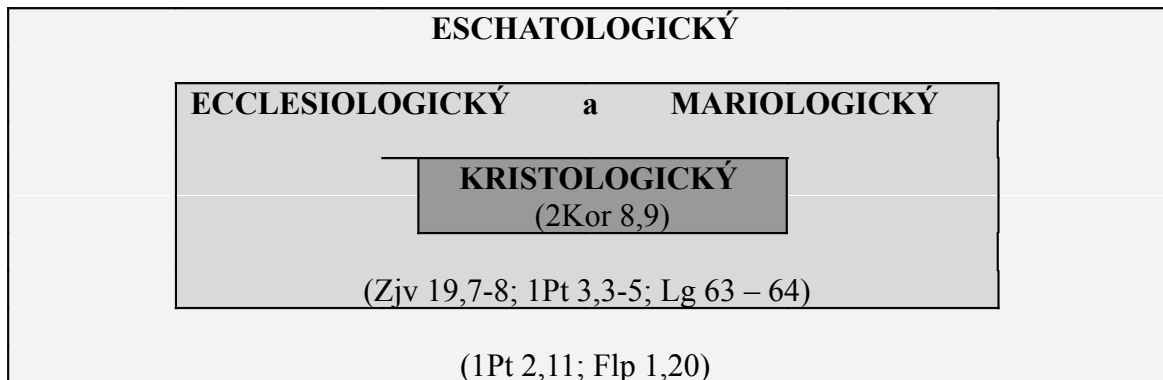 ESCHATOLOGICKÝ
ECCLESIOLOGICKÝ a MARIOLOGICKÝ
KRISTOLOGICKÝ
(2Kor 8,9)
(Zjv 19,7-8; 1Pt 3,3-5; Lg 63 – 64)
(1Pt 2,11; Flp 1,20)